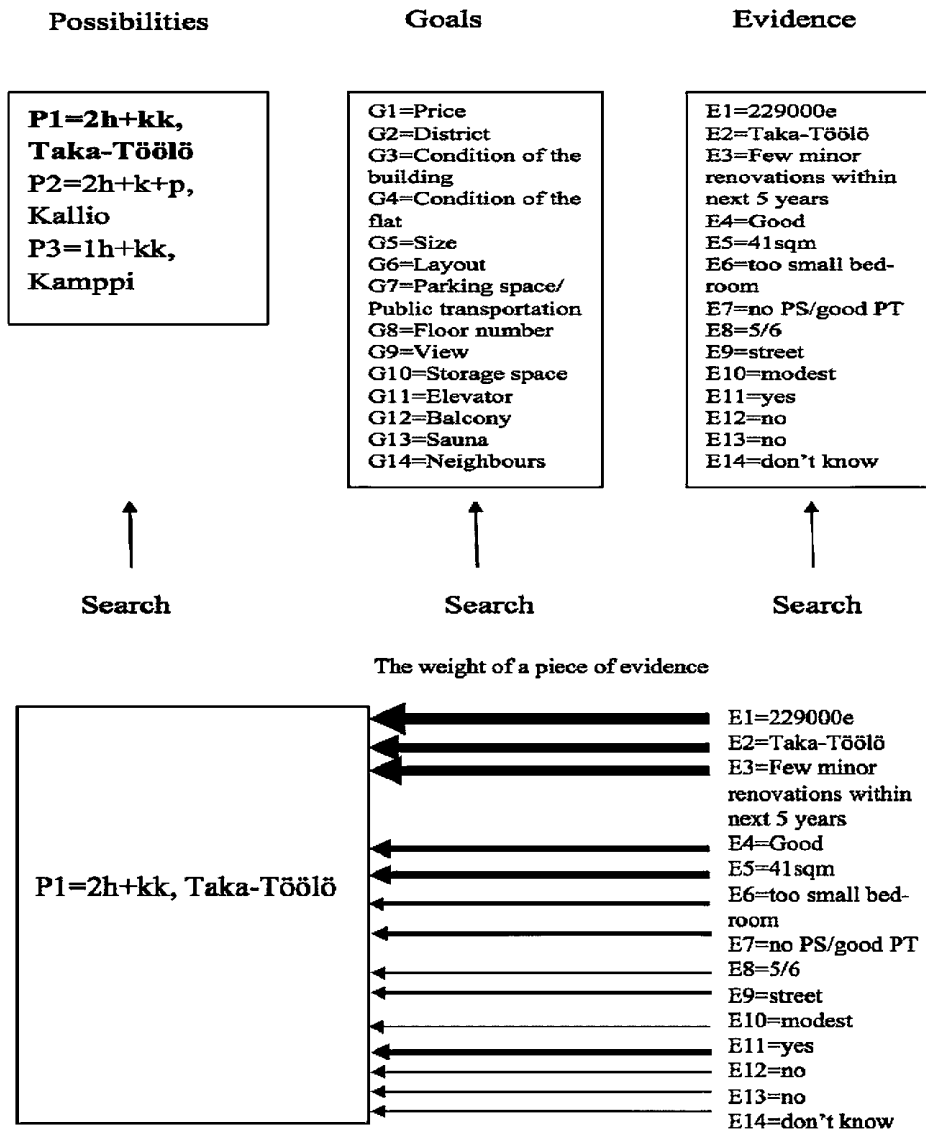 Possibilities
Goals
Evidence
P1=2h+kk,
Taka-Töölö
P2=2h+k+p,
Kallio
P3=1h+kk,
Kamppi
G1=Price
G2=District
G3=Condition of the
building
G4=Condition of the
flat
G5=Size
G6=Layout
G7=Parking space/
Public transportation
G8=Floor number
G9=View
G10=Storage space
G11=Elevator
G12=Balcony
G13=Sauna
G14=Neighbours
E1=229000e
E2=Taka-Töölö
E3=Few minor
renovations within
next 5 years
E4=Good
E5=41sqm
E6=too small bed-
room
E7=no PS/good PT
E8=5/6
E9=street
E10=modest
E11=yes
E12=no
E13=no
E14=don't know
Search
Search
Search
The weight of a piece of evidence
P1=2h+kk, Taka-Töölö
E1=229000e
E2=Taka-Töölö
E3=Few minor
renovations within
next 5 years
E4=Good
E5=41sqm
E6=too small bed-
room
E7=no PS/good PT
E8=5/6
E9=street
E10=modest
E11=yes
E12=no
E13=no
E14=don't know